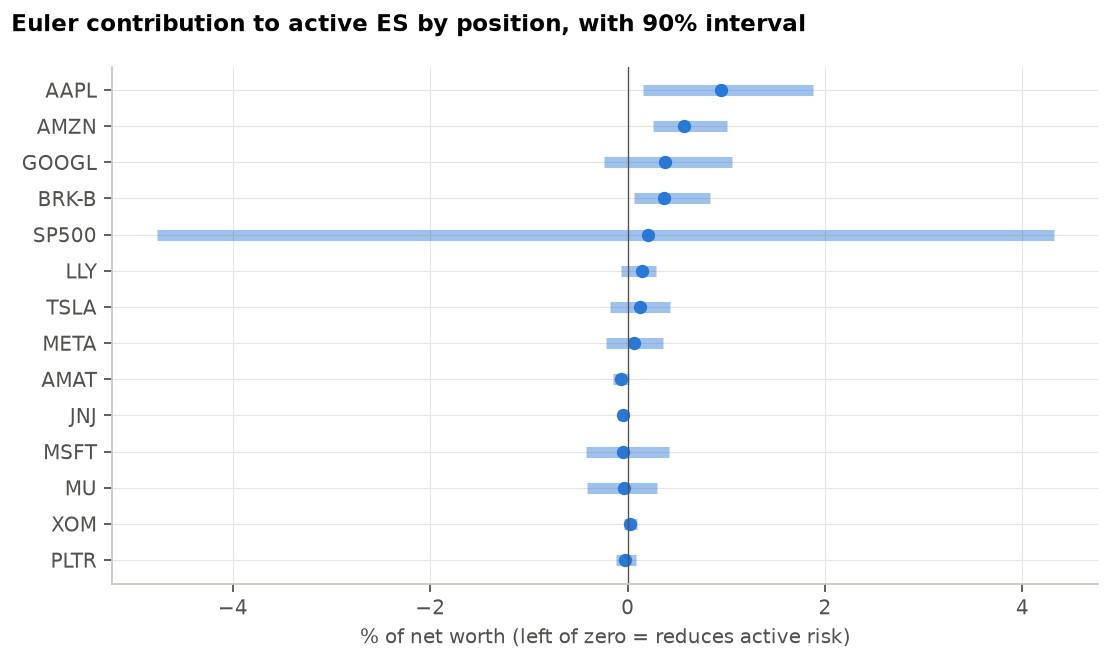 Euler contribution to active ES by position, with 90% interval
AAPL
AMZN
GOOGL
BRK-B
SP500
LLY
TSLA
META
AMAT
JNJ
MSFT
MU
XOM
PLTR
−4 −2 0 2 4
% of net worth (left of zero = reduces active risk)